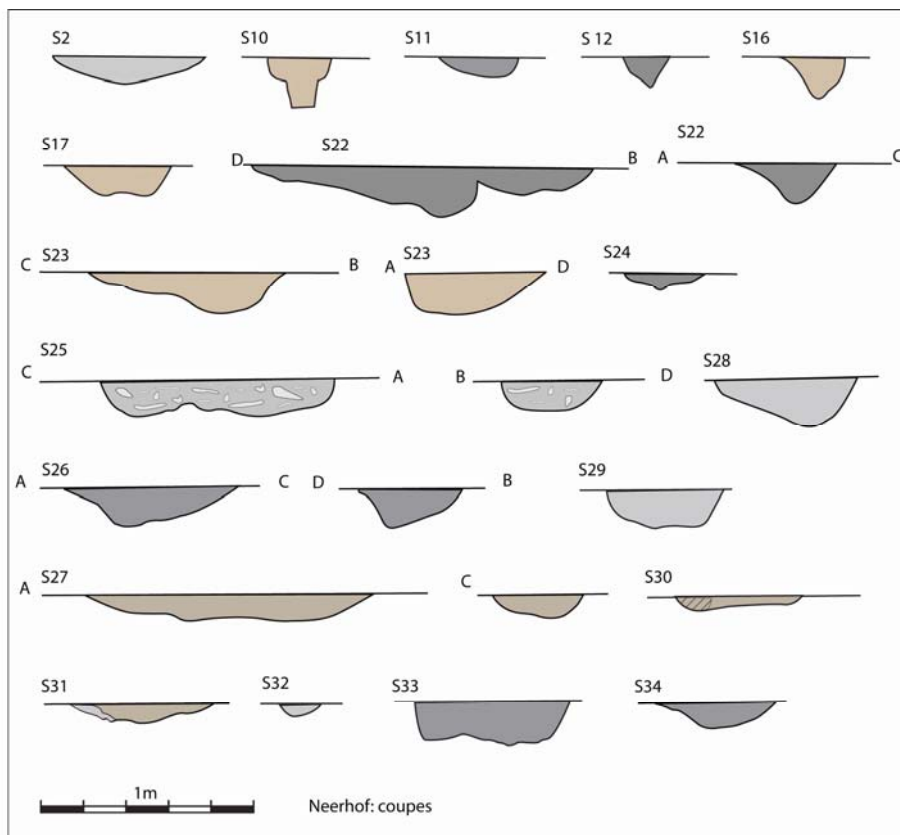 S2 S10 S11 S 12 S16
S17 D S22 B A S22 C
C S23 B A S23 D S24
C S25 A B D S28
A S26 C D B S29
A S27 C S30
S31 S32 S33 S34
1m
Neerhof: coupes